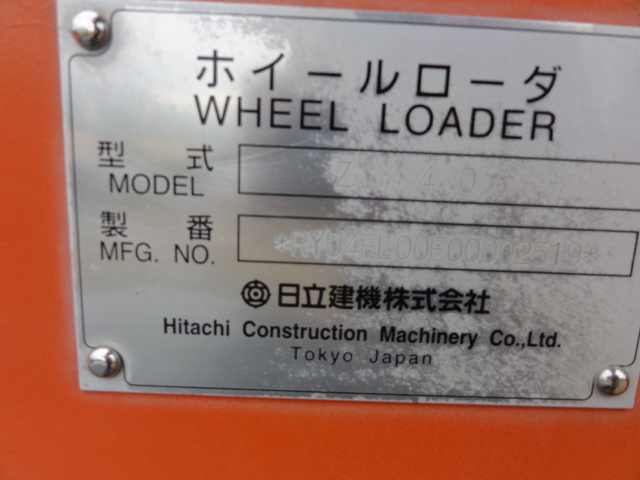 ホイールローダ
WHEEL LOADER
型式
MODEL
製番
MFG. NO.
日立建機株式会社
Hitachi Construction Machinery Co.,Ltd.
Tokyo Japan